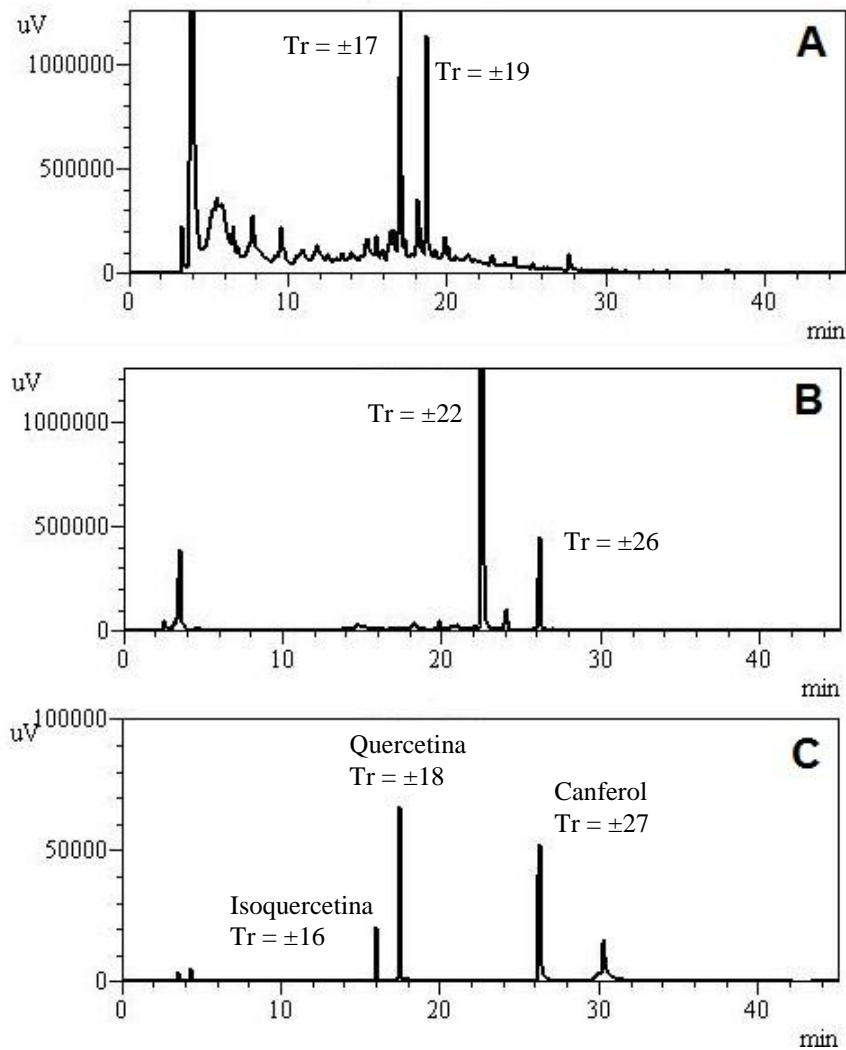 uV
A
Tr = ±17
Tr = ±19
1000000
500000
0
0 10 20 30 40
min
uV
B
Tr = ±22
1000000
500000
Tr = ±26
0
0 10 20 30 40
min
100000
uV
C
Quercetina
Tr = ±18
Canferol
Tr = ±27
50000
Isoquercetina
Tr = ±16
0
0 10 20 30 40
min